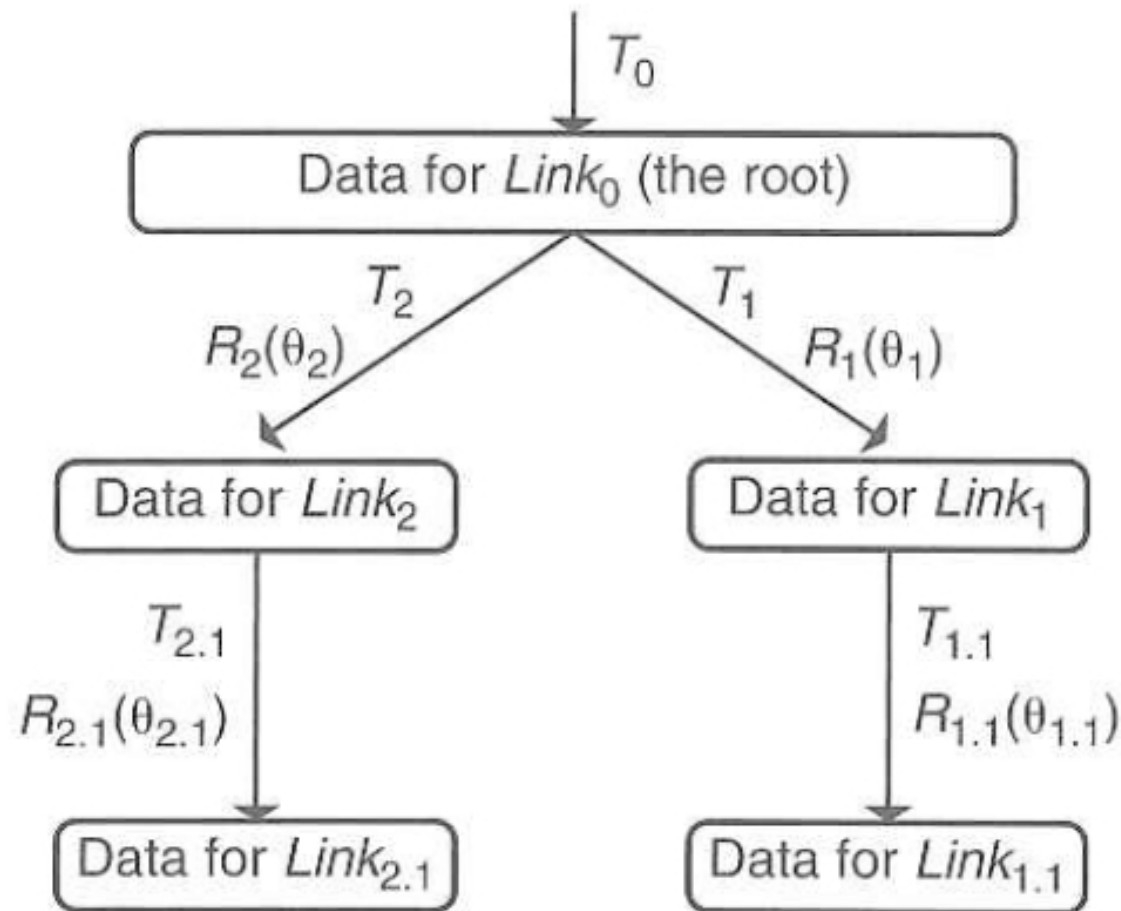 T₀
Data for Link₀ (the root)
T₂
T₁
R₂(θ₂)
R₁(θ₁)
Data for Link₂
Data for Link₁
T₂.₁
T₁.₁
R₂.₁(θ₂.₁)
R₁.₁(θ₁.₁)
Data for Link₂.₁
Data for Link₁.₁